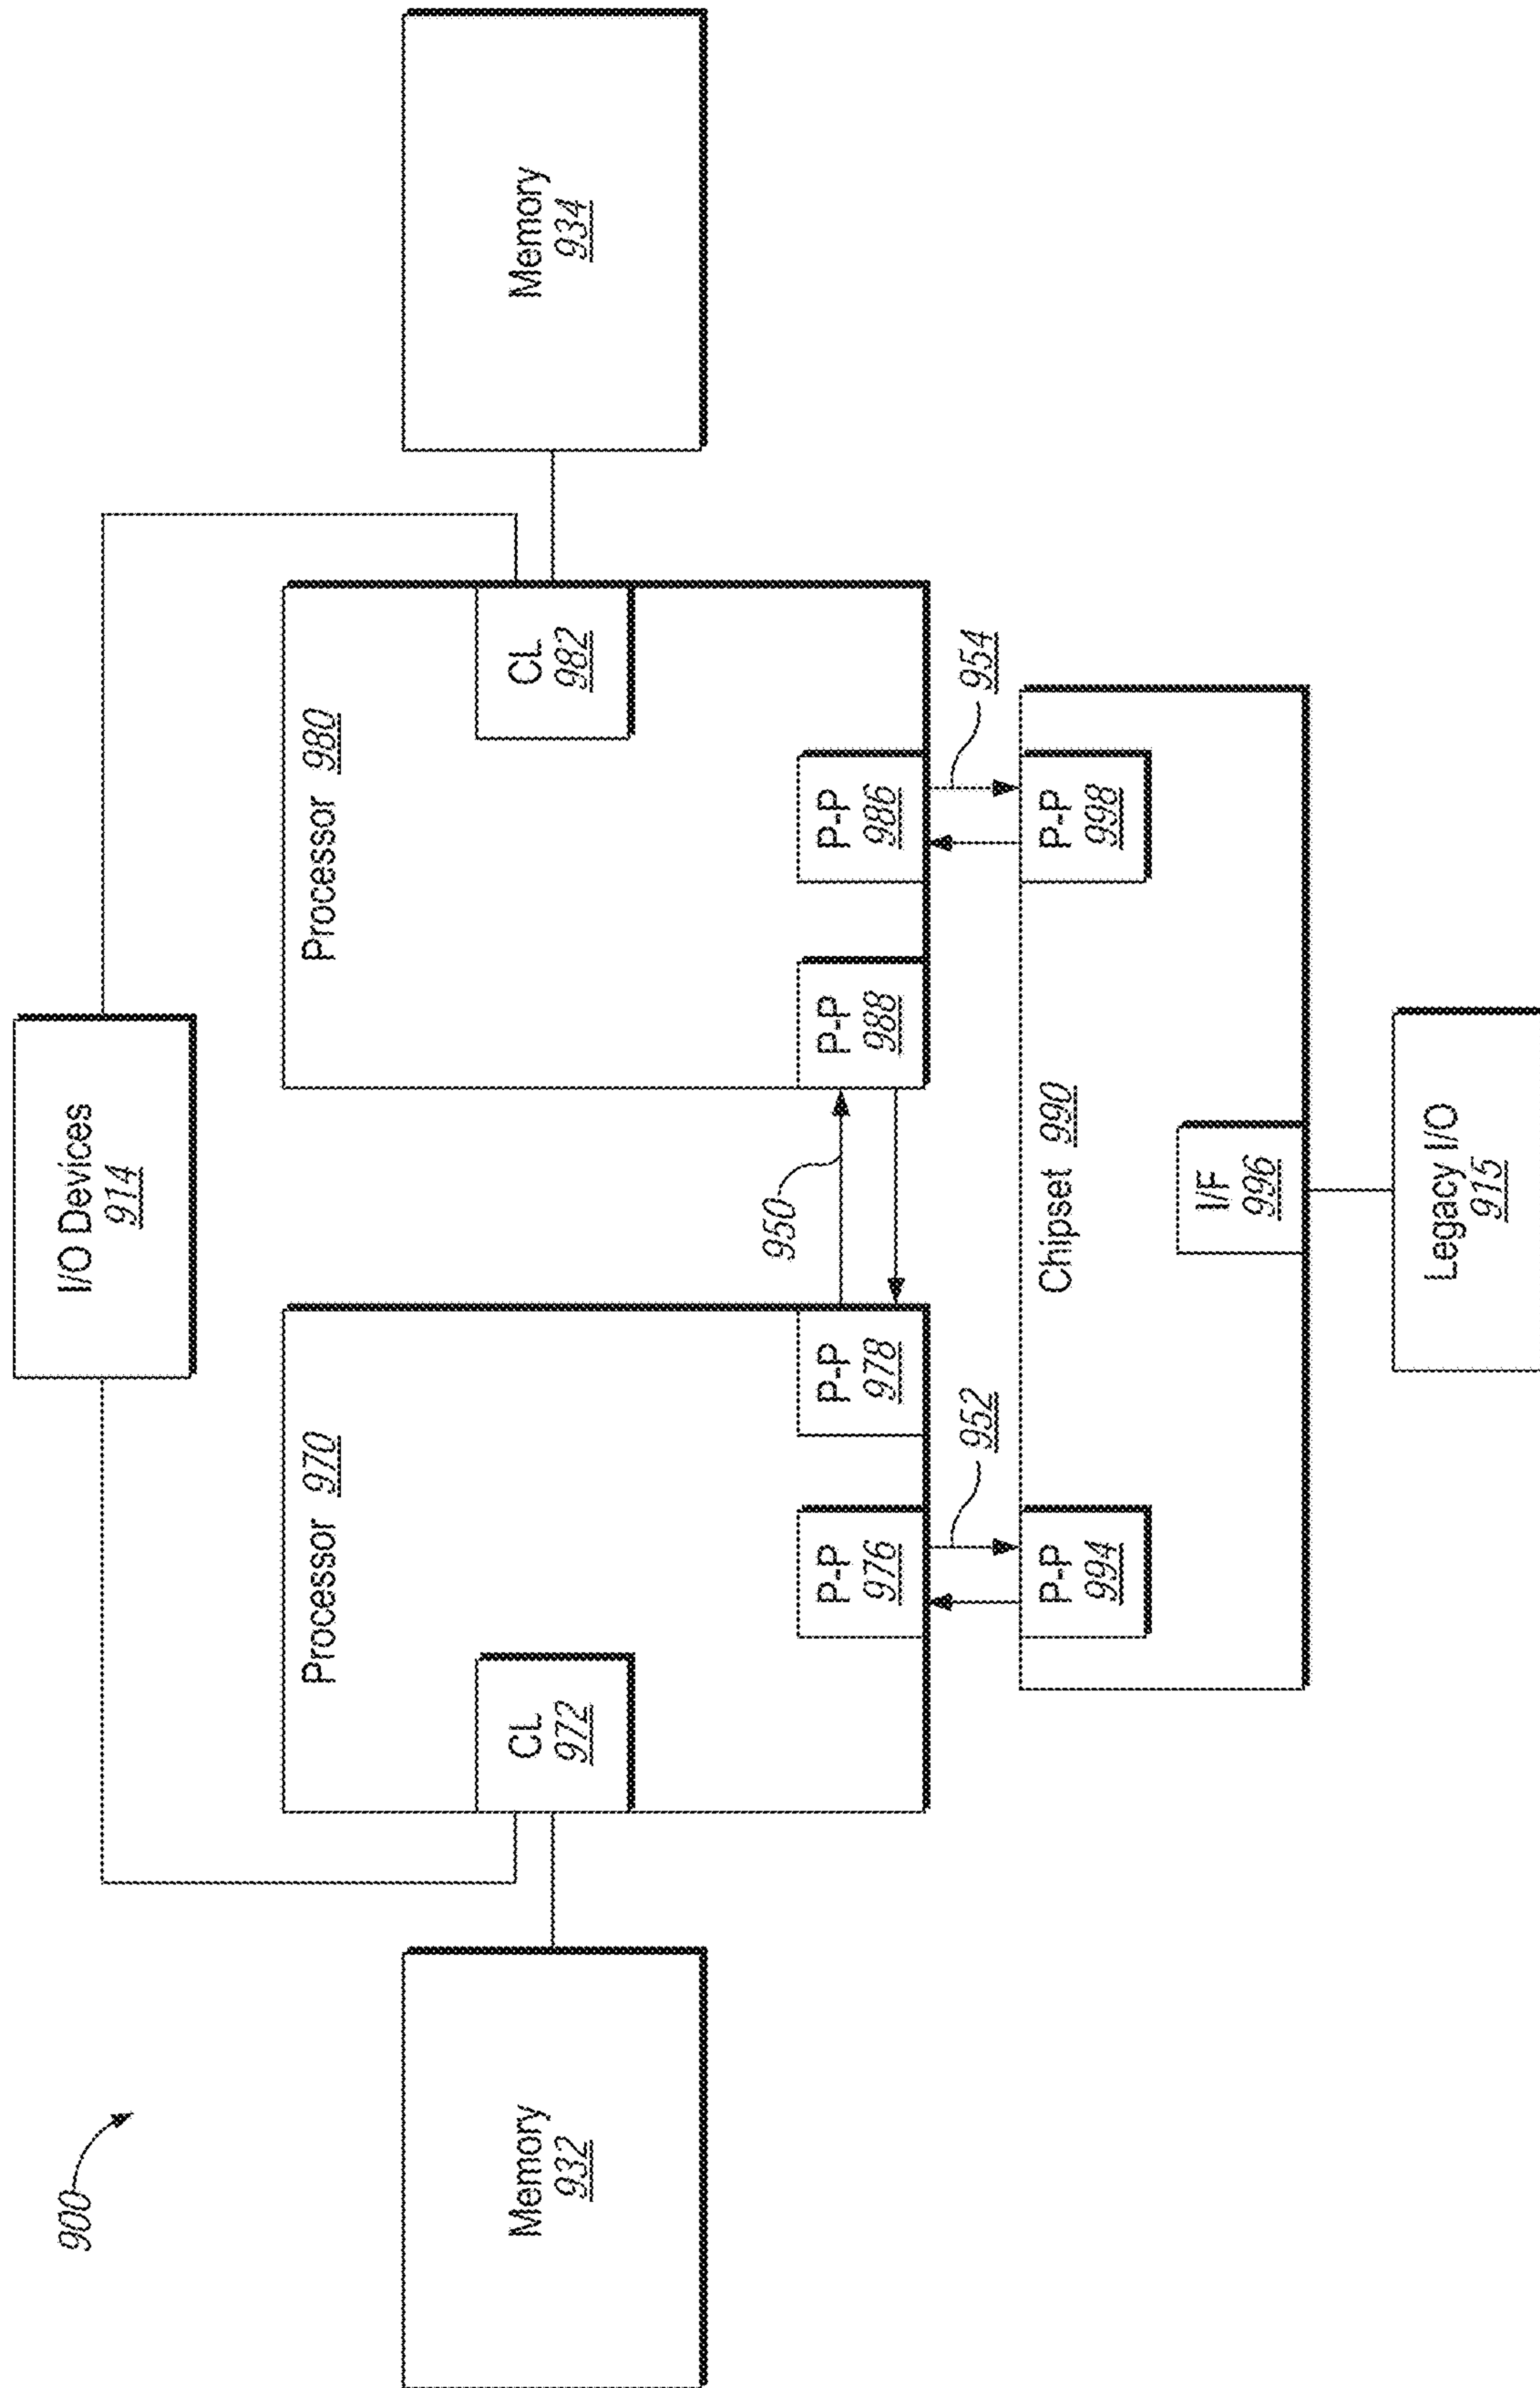 900
I/O Devices
914
Memory
932
Processor 970
CL
972
P-P
976
P-P
978
950
Processor 980
CL
982
P-P
988
P-P
986
Memory
934
952
954
Chipset 990
P-P
994
P-P
998
I/F
996
Legacy I/O
915